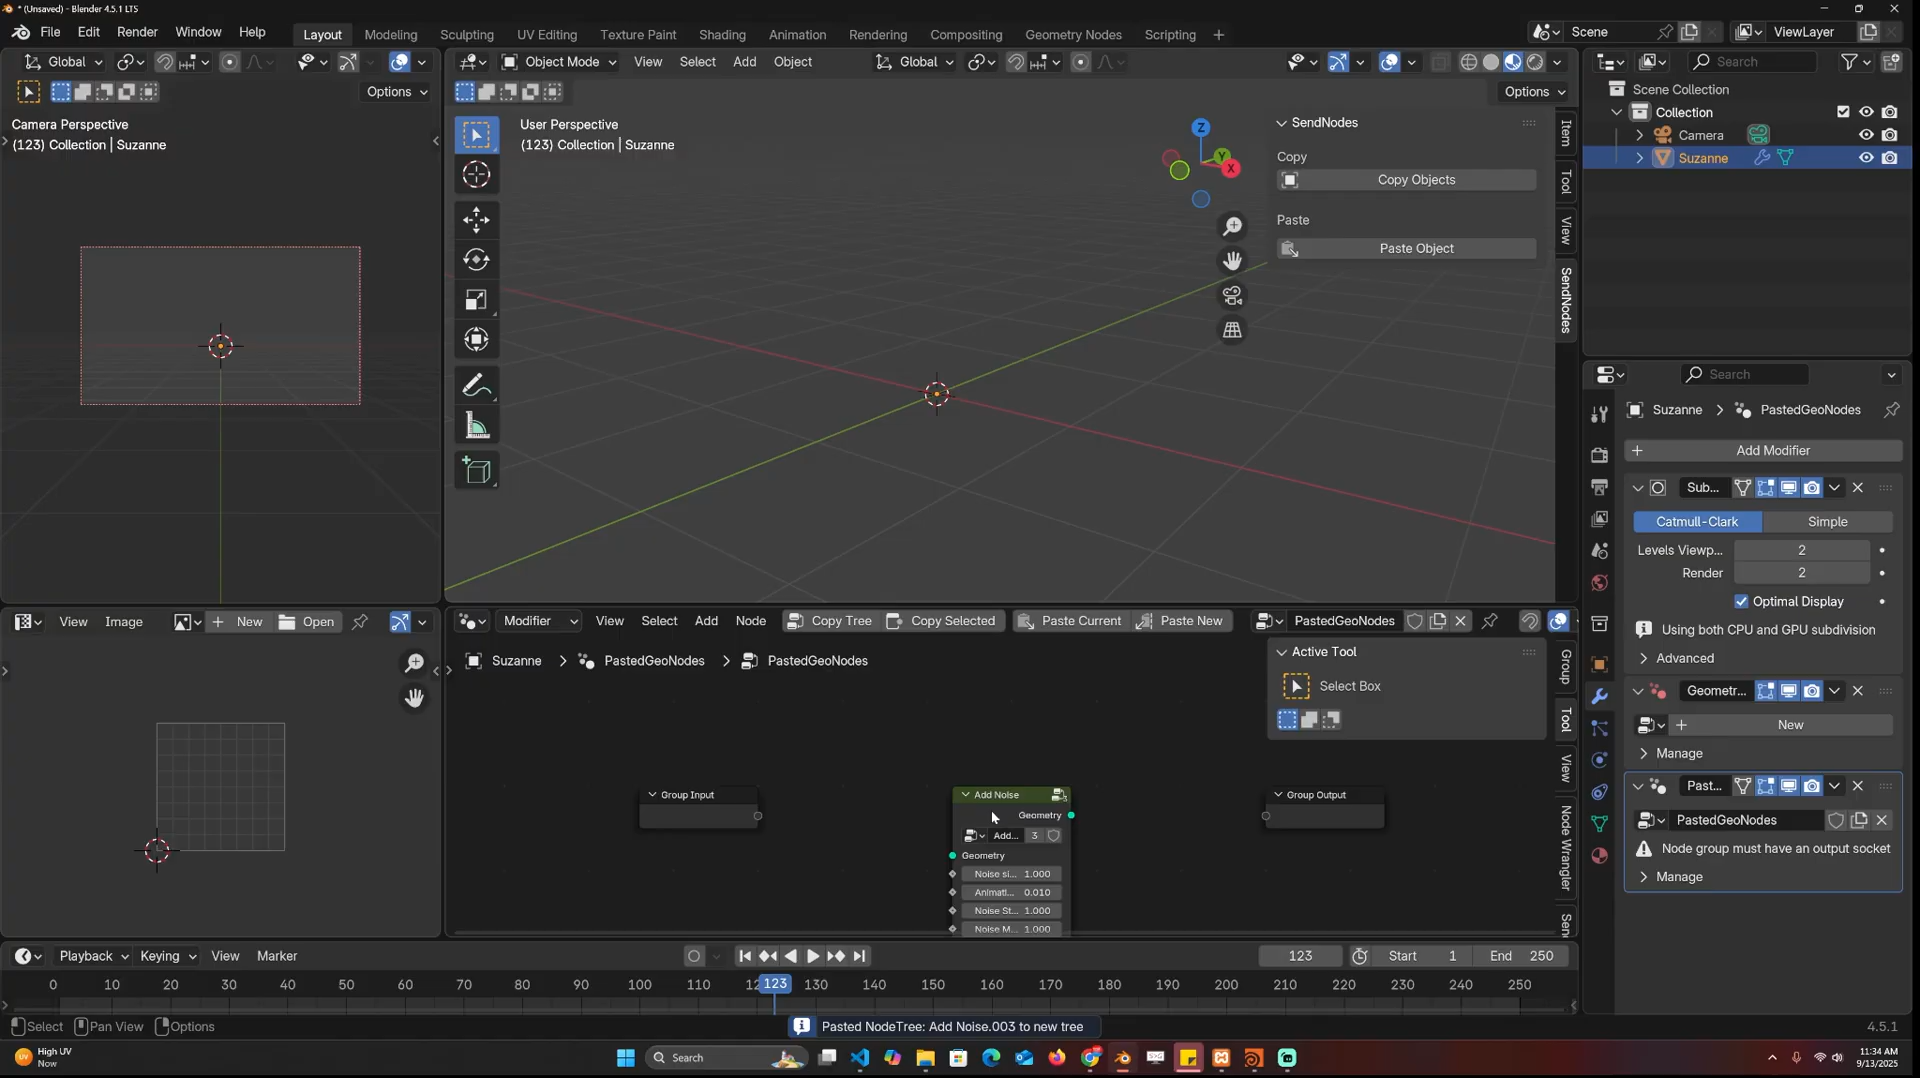 * (Unsaved) - Blender 4.5.1 LTS
File Edit Render Window Help
Layout Modeling Sculpting UV Editing Texture Paint Shading Animation Rendering Compositing Geometry Nodes Scripting
Scene
ViewLayer
Global
Object Mode View Select Add Object
Global
Search
Options
Options
Scene Collection
Collection
Camera
Suzanne
Camera Perspective
(123) Collection | Suzanne
User Perspective
(123) Collection | Suzanne
Z
Y
X
SendNodes
Copy
Copy Objects
Paste
Paste Object
Item
Tool
View
SendNodes
Search
Suzanne
PastedGeoNodes
Add Modifier
Sub...
Catmull-Clark
Simple
Levels Viewp...
2
Render
2
Optimal Display
Using both CPU and GPU subdivision
Advanced
Geometr...
New
Manage
Past...
PastedGeoNodes
Node group must have an output socket
Manage
View Image
New
Open
Modifier View Select Add Node
Copy Tree
Copy Selected
Paste Current
Paste New
PastedGeoNodes
Suzanne
PastedGeoNodes
PastedGeoNodes
Active Tool
Select Box
Group
Tool
View
Node Wrangler
Sen
Group Input
Add Noise
Geometry
Add...
3
Geometry
Noise si... 1.000
Animati... 0.010
Noise St... 1.000
Noise M... 1.000
Group Output
Playback Keying View Marker
123
Start 1
End 250
0 10 20 30 40 50 60 70 80 90 100 110 12 123 130 140 150 160 170 180 190 200 210 220 230 240 250
Select
Pan View
Options
Pasted NodeTree: Add Noise.003 to new tree
4.5.1
High UV
Now
Search
11:34 AM
9/13/2025